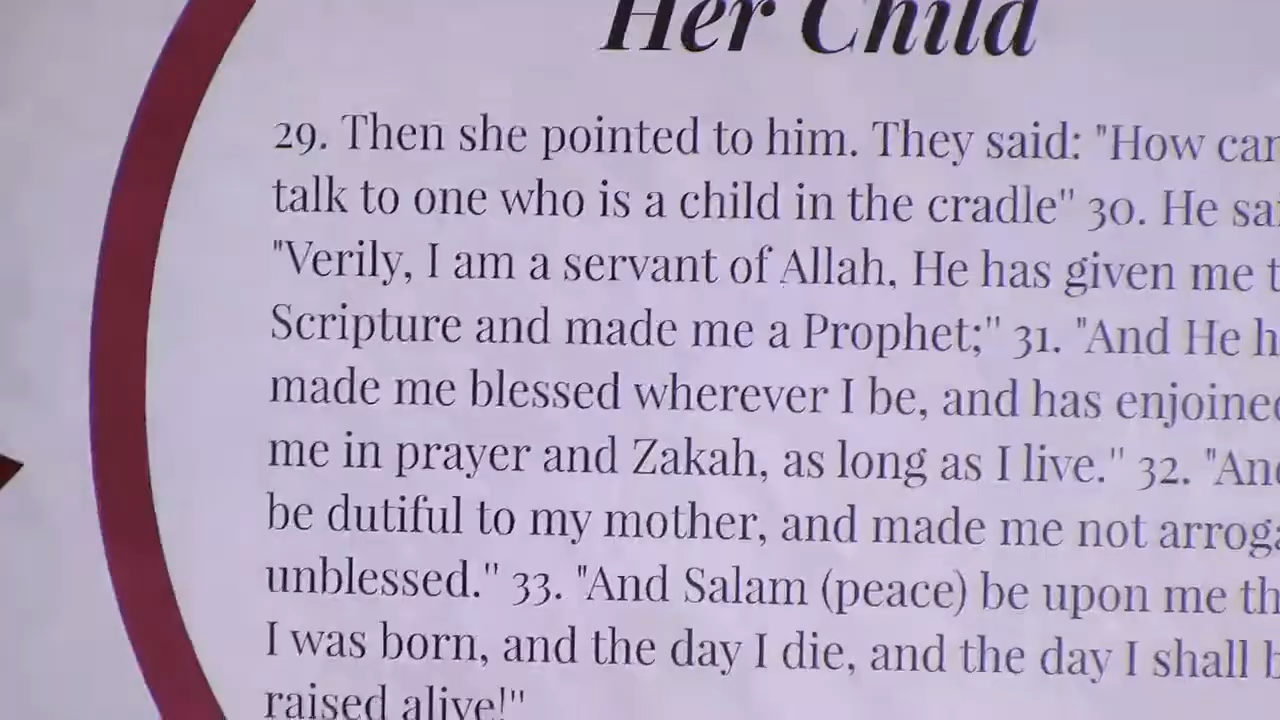 Her Child
29. Then she pointed to him. They said: "How can
talk to one who is a child in the cradle" 30. He
"Verily, I am a servant of Allah, He has given me
Scripture and made me a Prophet;" 31. "And He
made me blessed wherever I be, and has enjoined
me in prayer and Zakah, as long as I live." 32. "And
be dutiful to my mother, and made me not
unblessed." 33. "And Salam (peace) be upon me
I was born, and the day I die, and the day I shall
raised alive!"